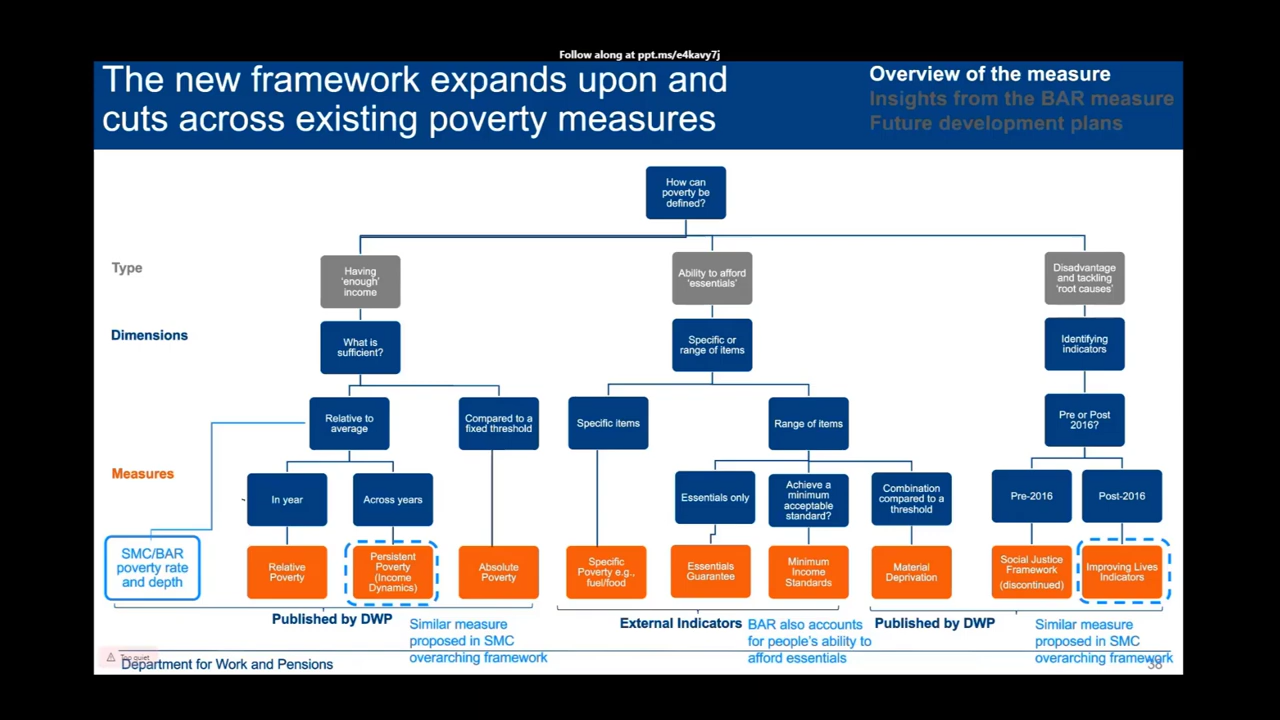 Follow along at ppt.ms/e4kavy7j
The new framework expands upon and
cuts across existing poverty measures
Overview of the measure
Insights from the BAR measure
Future development plans
How can
poverty be
defined?
Type
Having
‘enough’
income
Ability to afford
‘essentials’
Disadvantage
and tackling
‘root causes’
Dimensions
What is
sufficient?
Specific or
range of items
Identifying
indicators
Relative to
average
Compared to a
fixed threshold
Specific items
Range of items
Pre or Post
2016?
Measures
In year
Across years
Essentials only
Achieve a
minimum
acceptable
standard?
Combination
compared to a
threshold
Pre-2016
Post-2016
SMC/BAR
poverty rate
and depth
Relative
Poverty
Persistent
Poverty
(Income
Dynamics)
Absolute
Poverty
Specific
Poverty e.g.,
fuel/food
Essentials
Guarantee
Minimum
Income
Standards
Material
Deprivation
Social Justice
Framework
(discontinued)
Improving Lives
Indicators
Published by DWP
Similar measure
proposed in SMC
overarching framework
External Indicators
BAR also accounts
for people's ability to
afford essentials
Published by DWP
Similar measure
proposed in SMC
overarching framework
Too quiet
Department for Work and Pensions
38